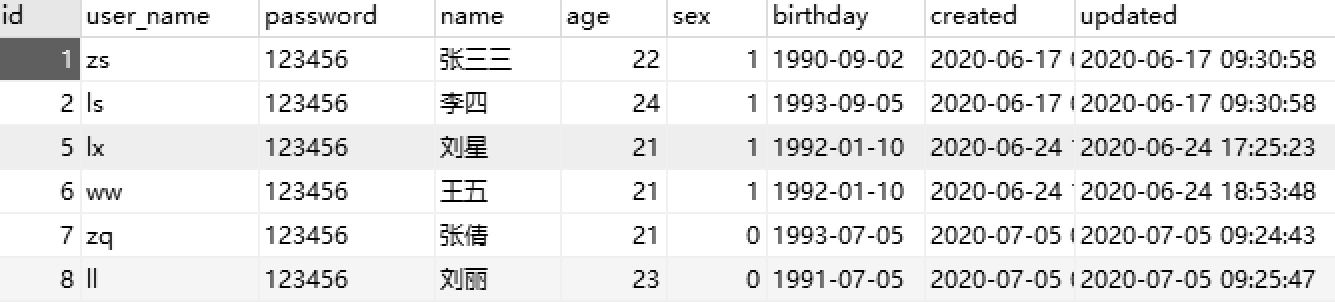 id user_name password name age sex birthday created updated
1 zs 123456 张三三 22 1 1990-09-02 2020-06-17 2020-06-17 09:30:58
2 ls 123456 李四 24 1 1993-09-05 2020-06-17 2020-06-17 09:30:58
5 lx 123456 刘星 21 1 1992-01-10 2020-06-24 2020-06-24 17:25:23
6 ww 123456 王五 21 1 1992-01-10 2020-06-24 2020-06-24 18:53:48
7 zq 123456 张倩 21 0 1993-07-05 2020-07-05 2020-07-05 09:24:43
8 ll 123456 刘丽 23 0 1991-07-05 2020-07-05 2020-07-05 09:25:47